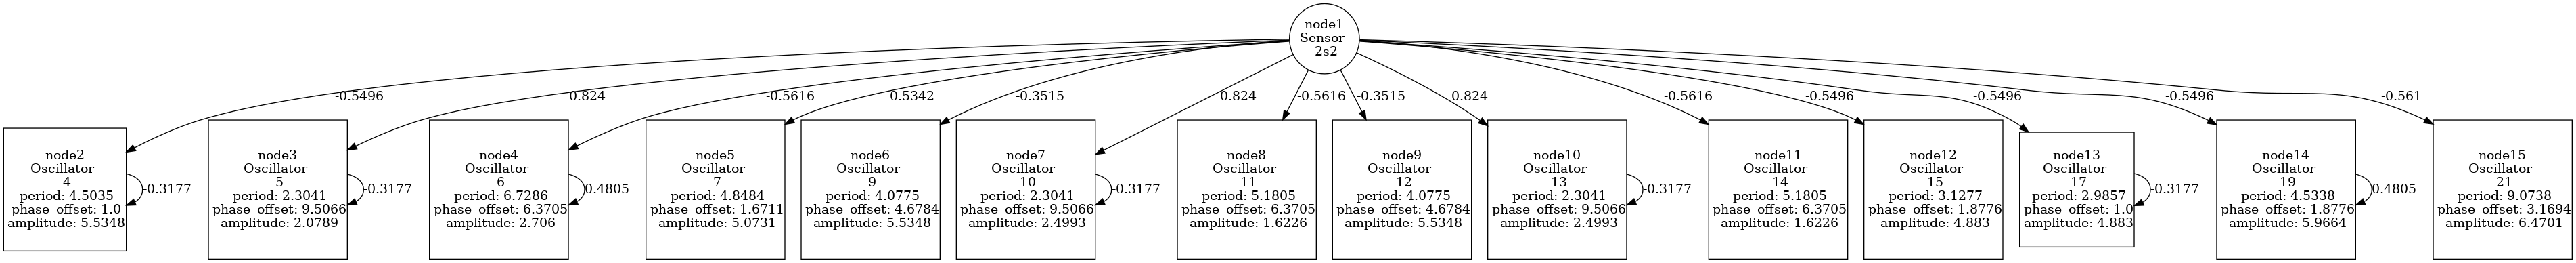 node1
Sensor
2s2
-0.5496
0.824
-0.5616
0.5342
-0.3515
0.824
-0.5616
-0.3515
0.824
-0.5616
-0.5496
-0.5496
-0.5496
-0.561
node2
Oscillator
4
period: 4.5035
phase_offset: 1.0
amplitude: 5.5348
-0.3177
node3
Oscillator
5
period: 2.3041
phase_offset: 9.5066
amplitude: 2.0789
-0.3177
node4
Oscillator
6
period: 6.7286
phase_offset: 6.3705
amplitude: 2.706
0.4805
node5
Oscillator
7
period: 4.8484
phase_offset: 1.6711
amplitude: 5.0731
node6
Oscillator
9
period: 4.0775
phase_offset: 4.6784
amplitude: 5.5348
node7
Oscillator
10
period: 2.3041
phase_offset: 9.5066
amplitude: 2.4993
-0.3177
node8
Oscillator
11
period: 5.1805
phase_offset: 6.3705
amplitude: 1.6226
node9
Oscillator
12
period: 4.0775
phase_offset: 4.6784
amplitude: 5.5348
node10
Oscillator
13
period: 2.3041
phase_offset: 9.5066
amplitude: 2.4993
-0.3177
node11
Oscillator
14
period: 5.1805
phase_offset: 6.3705
amplitude: 1.6226
node12
Oscillator
15
period: 3.1277
phase_offset: 1.8776
amplitude: 4.883
node13
Oscillator
17
period: 2.9857
phase_offset: 1.0
amplitude: 4.883
-0.3177
node14
Oscillator
19
period: 4.5338
phase_offset: 1.8776
amplitude: 5.9664
0.4805
node15
Oscillator
21
period: 9.0738
phase_offset: 3.1694
amplitude: 6.4701